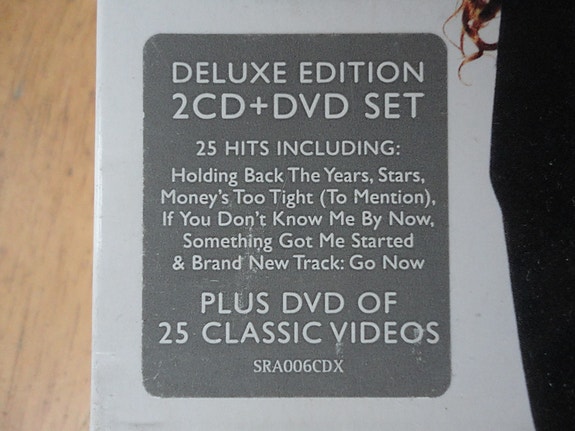 DELUXE EDITION
2CD+DVD SET
25 HITS INCLUDING:
Holding Back The Years, Stars,
Money's Too Tight (To Mention),
If You Don't Know Me By Now,
Something Got Me Started
& Brand New Track: Go Now
PLUS DVD OF
25 CLASSIC VIDEOS
SRA006CDX